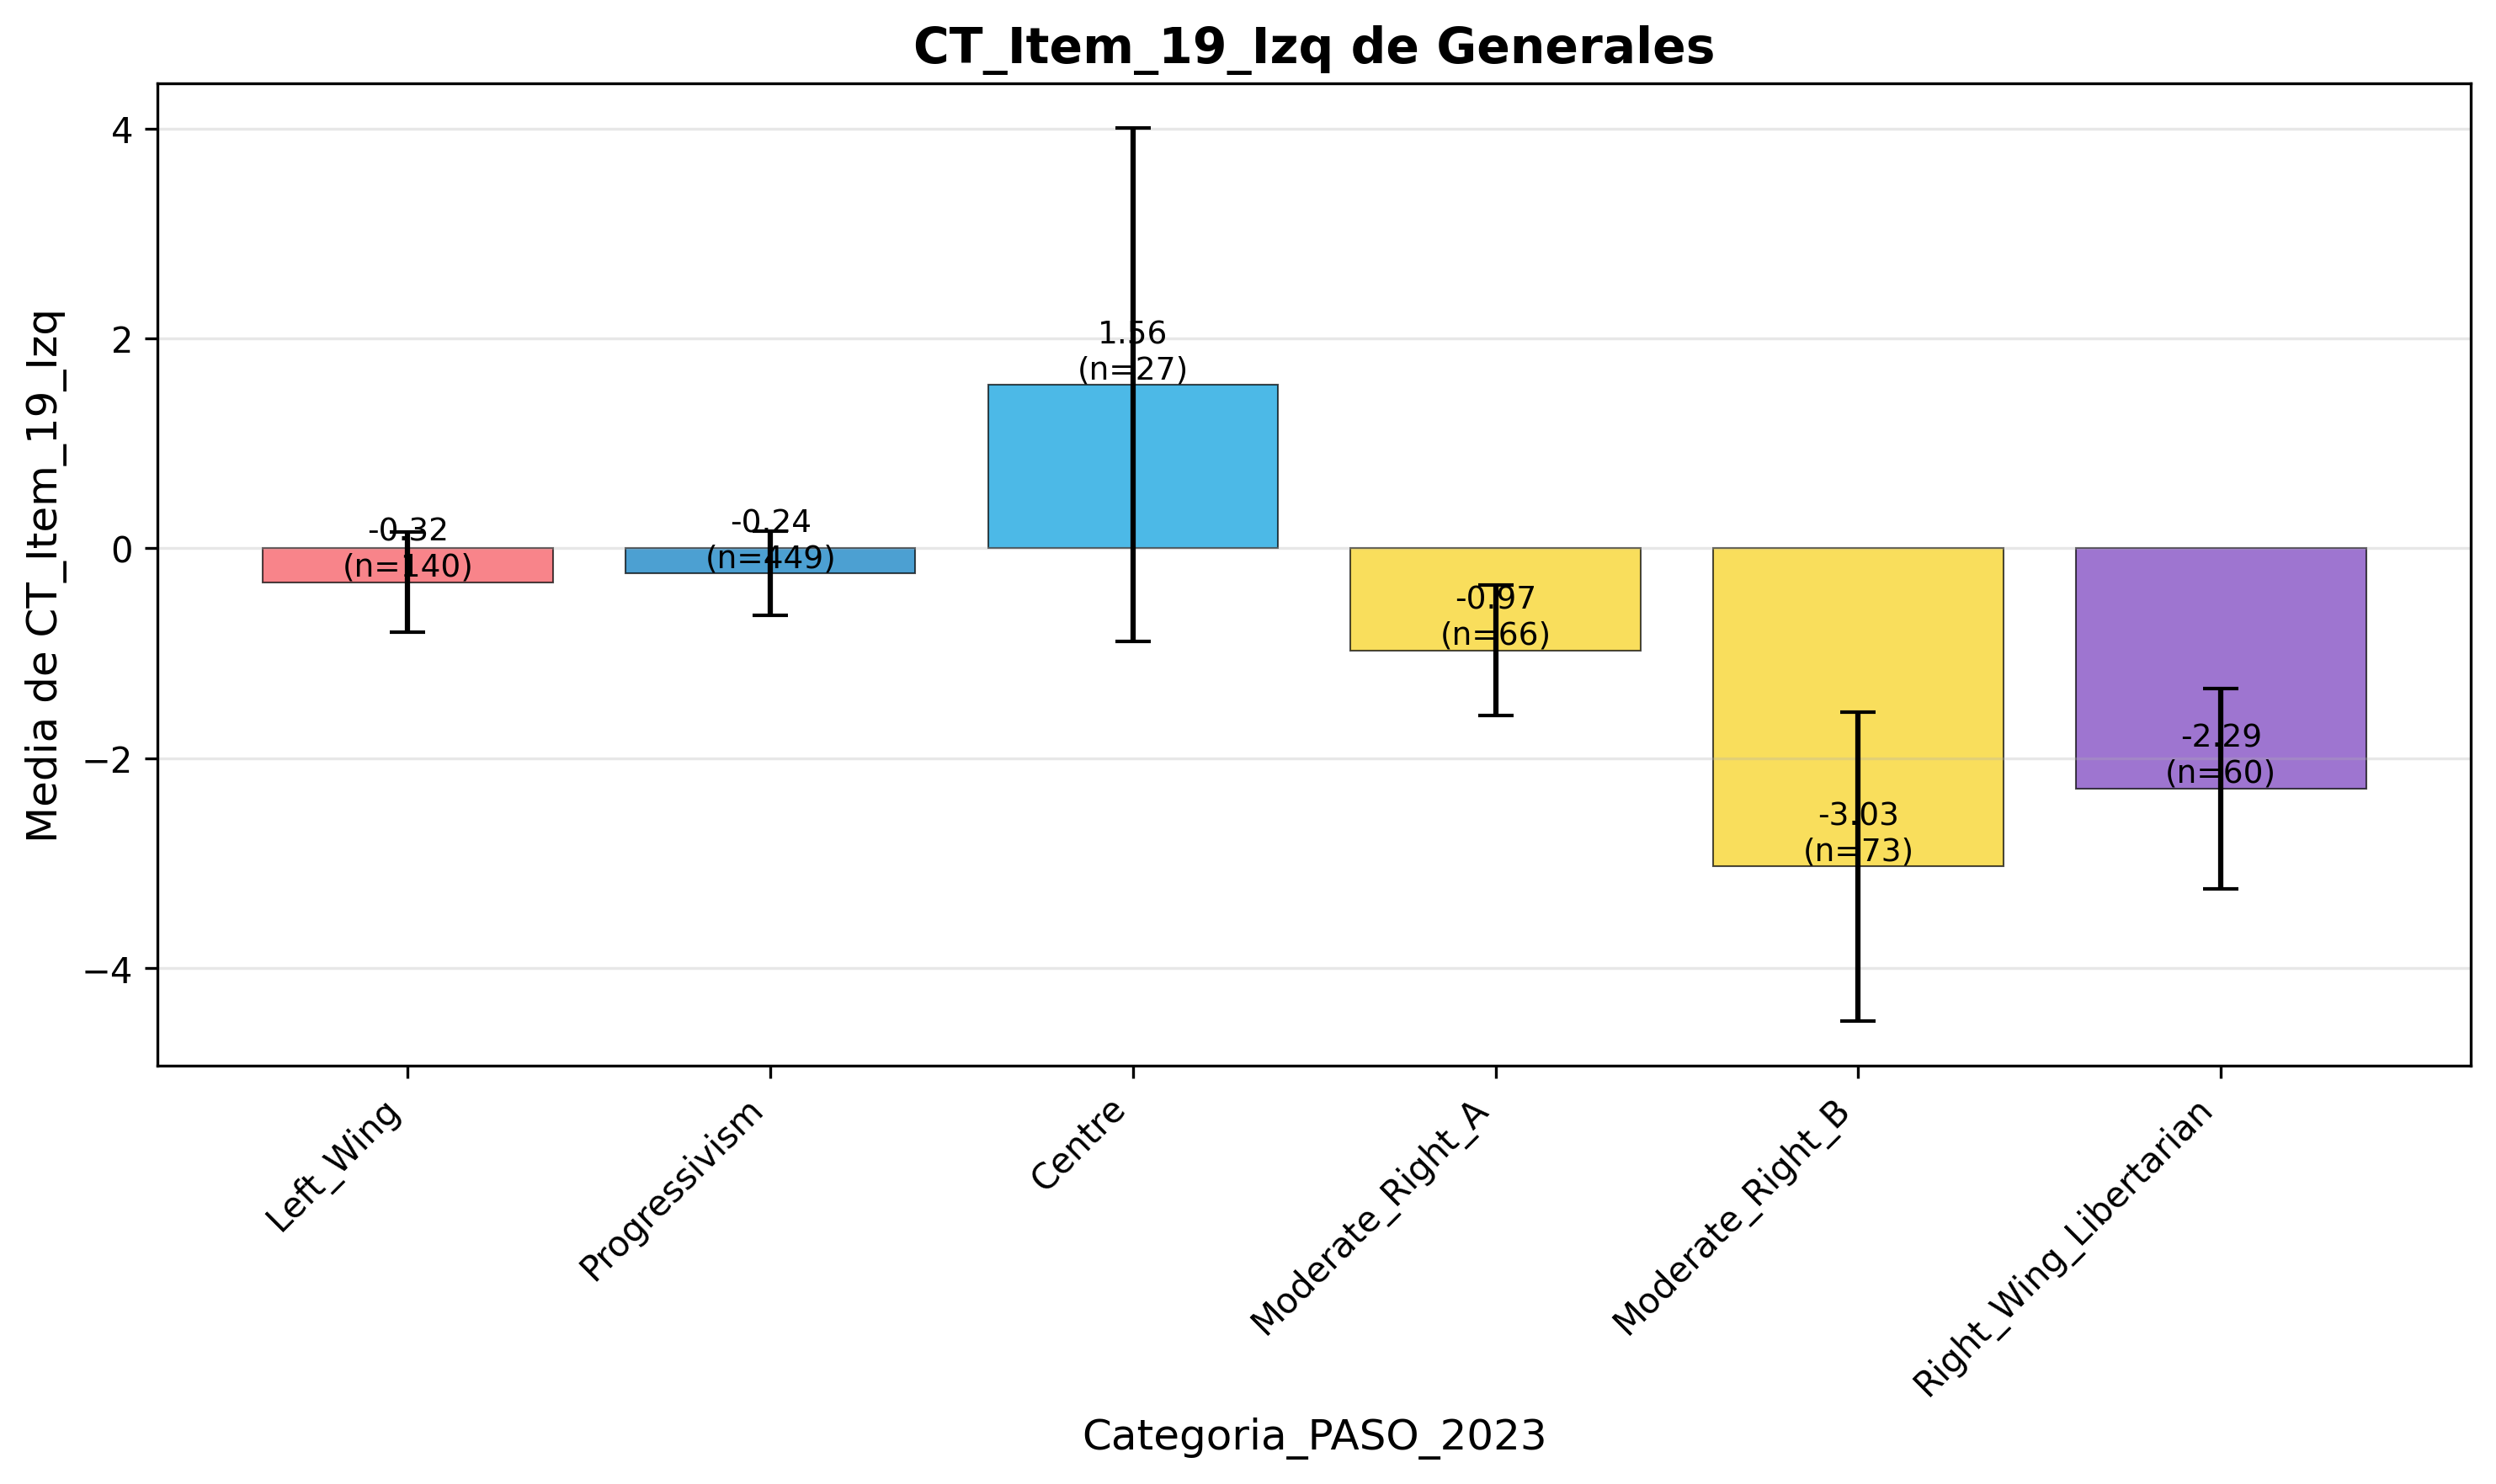 CT_Item_19_Izq de Generales
Media de CT_Item_19_Izq
4
2
0
−2
−4
-0.32
(n=140)
-0.24
(n=449)
1.56
(n=27)
-0.97
(n=66)
-3.03
(n=73)
-2.29
(n=60)
Left_Wing
Progressivism
Centre
Moderate_Right_A
Moderate_Right_B
Right_Wing_Libertarian
Categoria_PASO_2023